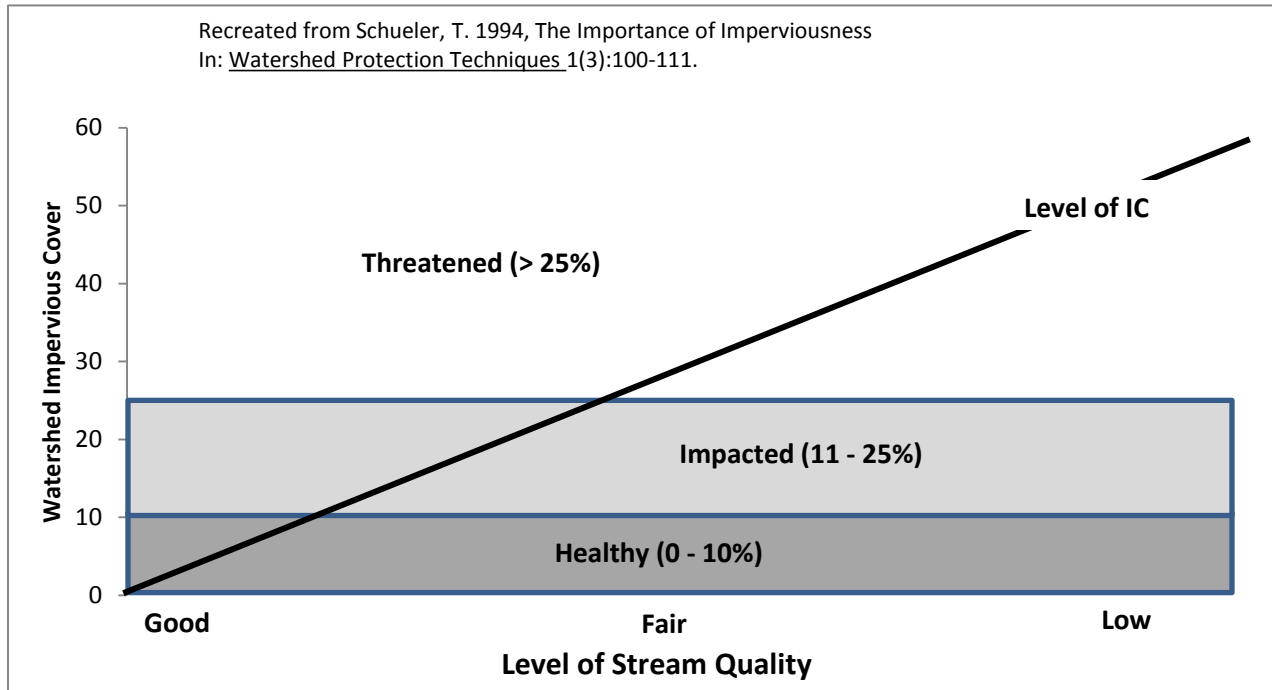 Recreated from Schueler, T. 1994, The Importance of Imperviousness
In: Watershed Protection Techniques 1(3):100-111.
60
50
40
30
20
10
0
Watershed Impervious Cover
Level of IC
Threatened (> 25%)
Impacted (11 - 25%)
Healthy (0 - 10%)
Good Fair Low
Level of Stream Quality